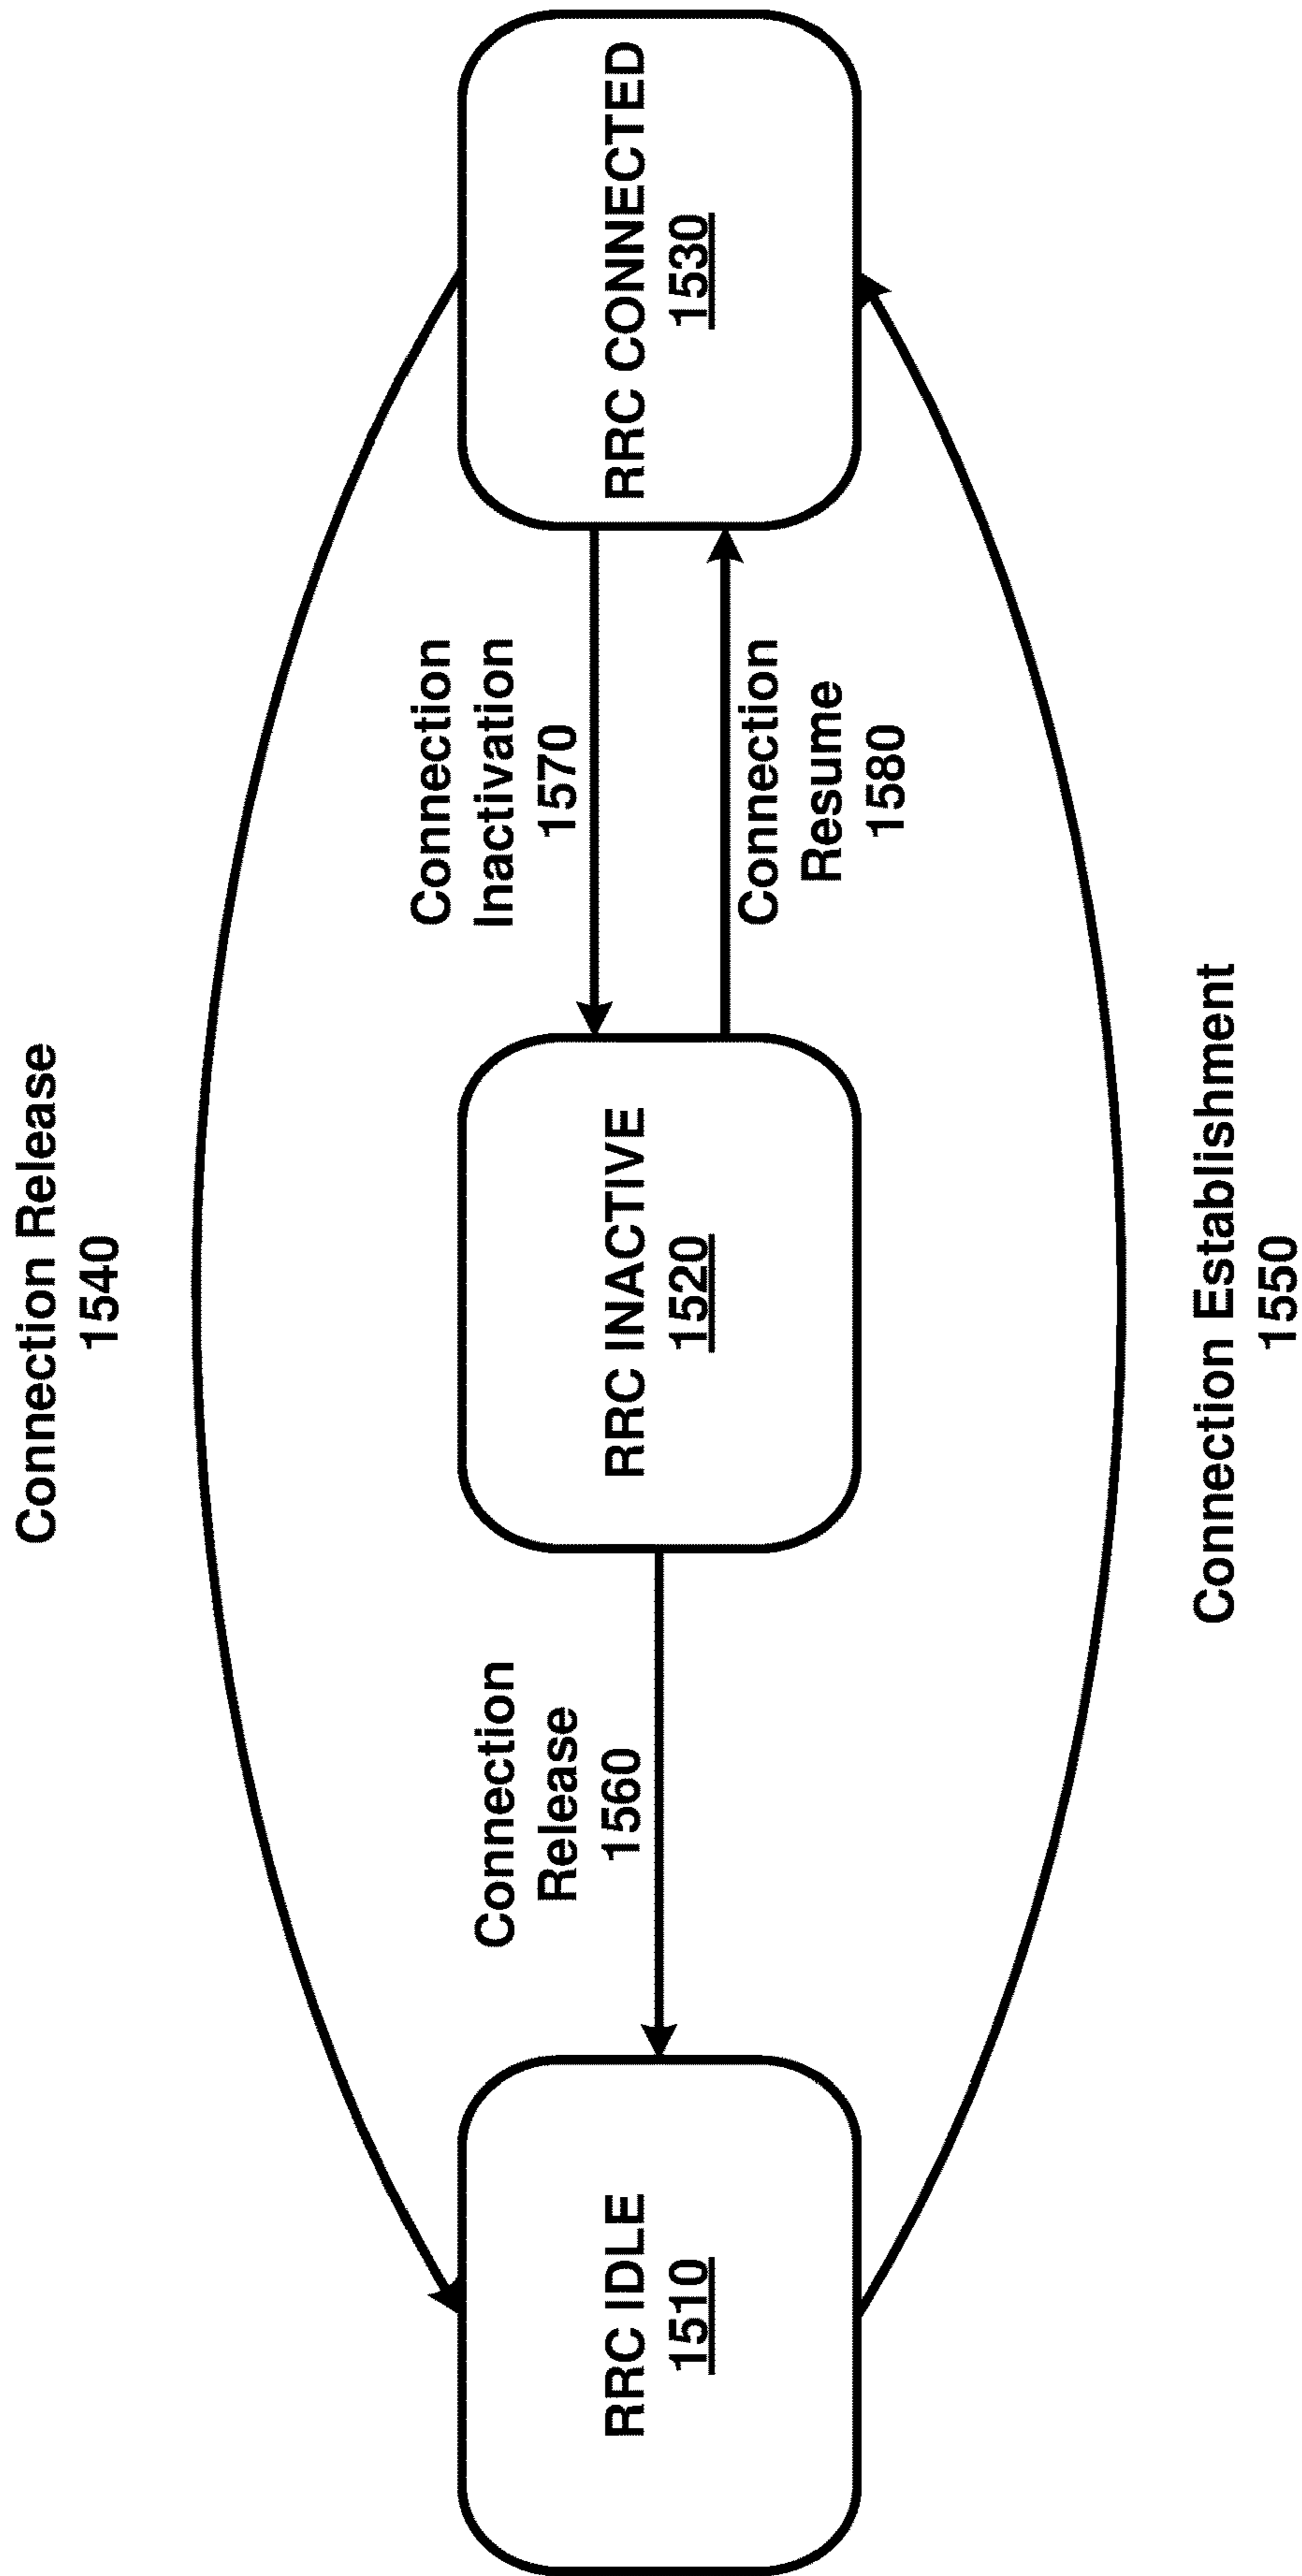 Connection Release
1540
RRC IDLE
1510
Connection
Release
1560
RRC INACTIVE
1520
Connection
Inactivation
1570
Connection
Resume
1580
RRC CONNECTED
1530
Connection Establishment
1550